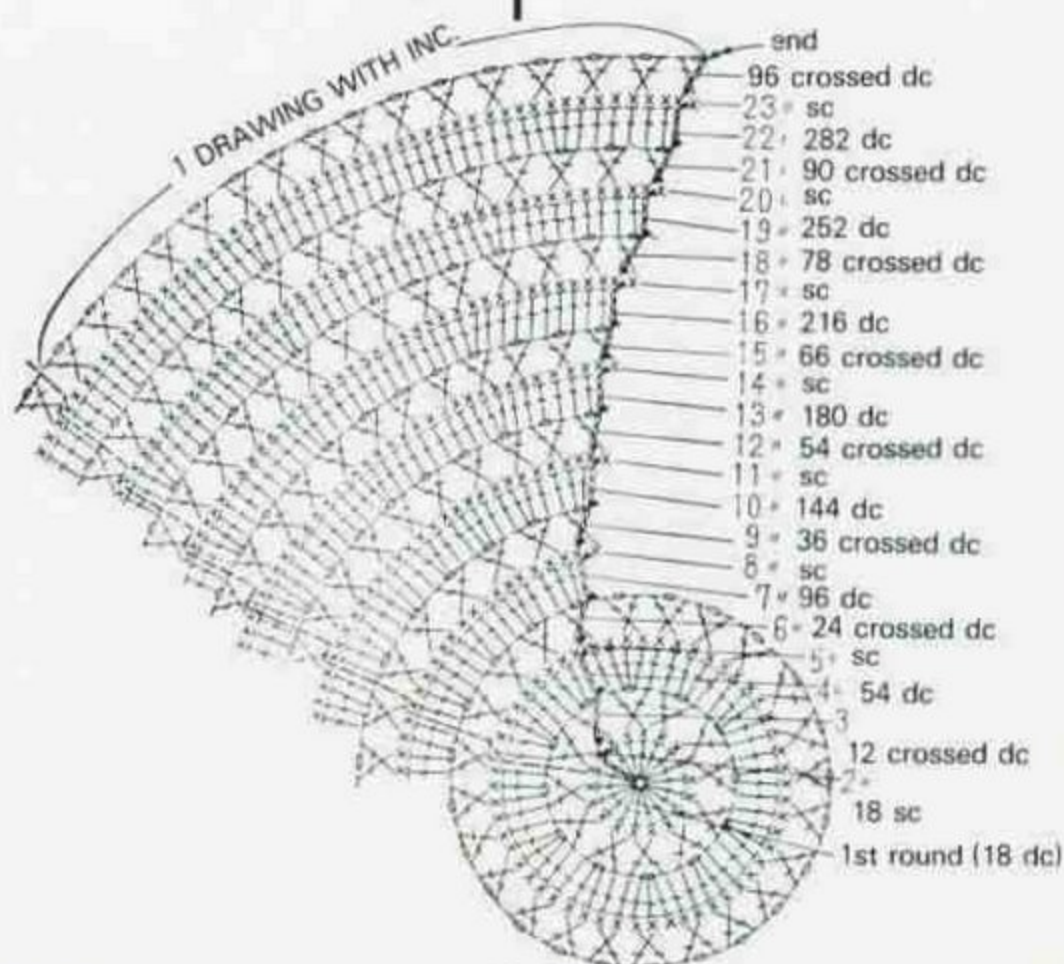 1 DRAWING WITH INC.
end
96 crossed dc
23 " sc
22 " 282 dc
21 " 90 crossed dc
20 " sc
19 " 252 dc
18 " 78 crossed dc
17 " sc
16 " 216 dc
15 " 66 crossed dc
14 " sc
13 " 180 dc
12 " 54 crossed dc
11 " sc
10 " 144 dc
9 " 36 crossed dc
8 " sc
7 " 96 dc
6 " 24 crossed dc
5 " sc
4 " 54 dc
3
12 crossed dc
2 "
18 sc
1st round (18 dc)